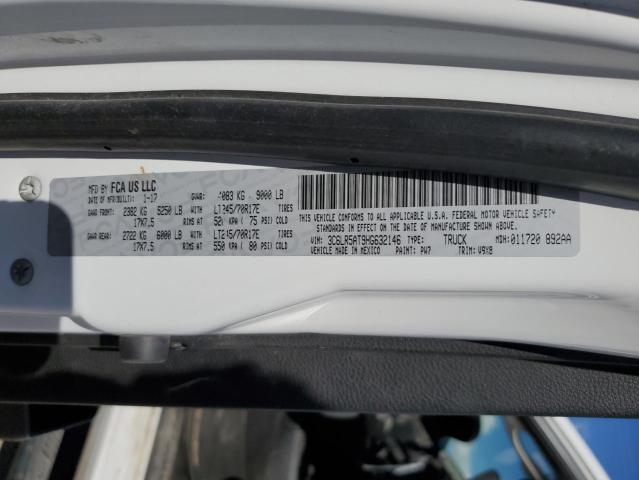 MFD BY FCA US LLC
DATE OF MFR(BUILT): 1-17 GVWR: 4083 KG 9000 LB
GAWR FRONT: 2382 KG 5250 LB LT245/70R17E TIRES
17X7.5 RIMS AT 520 KPA ( 75 PSI) COLD
GAWR REAR: 2722 KG 6000 LB LT245/70R17E TIRES
17X7.5 RIMS AT 550 KPA ( 80 PSI) COLD
THIS VEHICLE CONFORMS TO ALL APPLICABLE U.S.A. FEDERAL MOTOR VEHICLE SAFETY
STANDARDS IN EFFECT ON THE DATE OF MANUFACTURE SHOWN ABOVE.
VIN: 3C6LR5AT9HG632146 TYPE: TRUCK MDH: 011720 892AA
VEHICLE MADE IN MEXICO PAINT: PW7 TRIM: V9X8